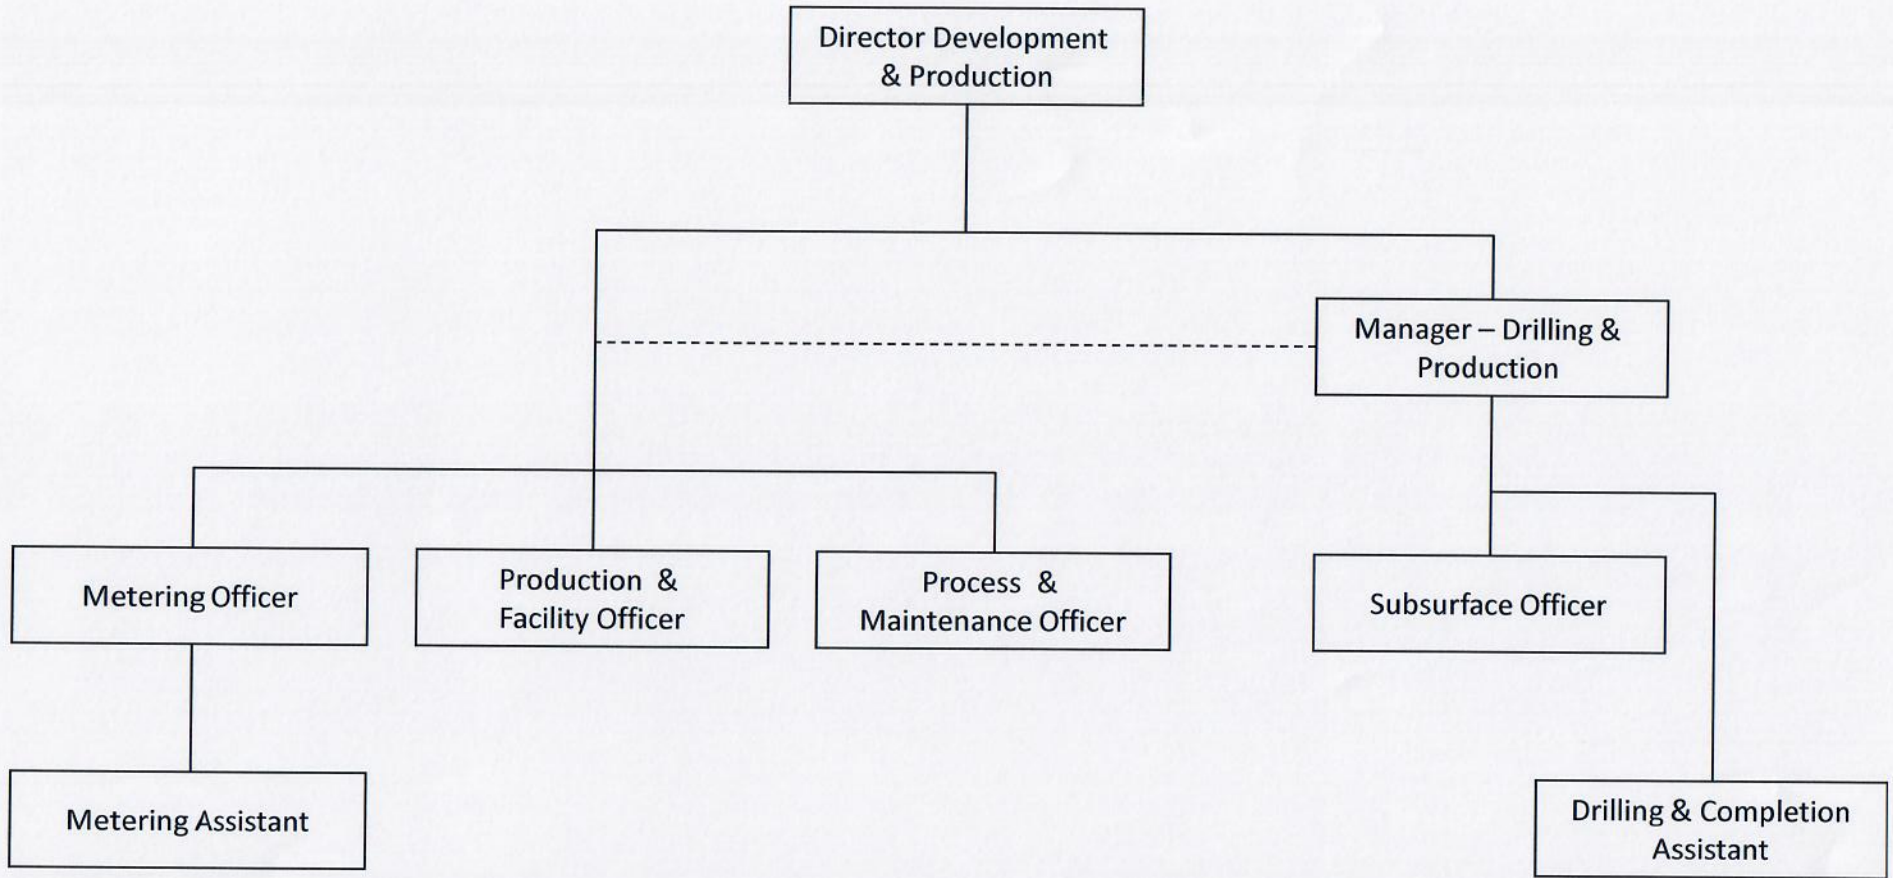 Director Development
& Production
Manager – Drilling &
Production
Metering Officer
Production &
Facility Officer
Process &
Maintenance Officer
Subsurface Officer
Metering Assistant
Drilling & Completion
Assistant